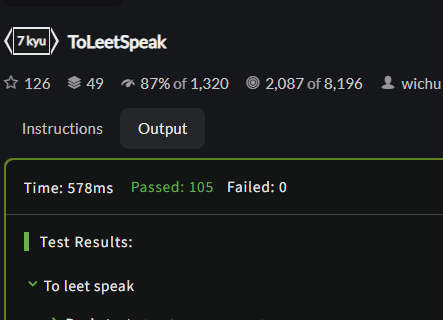 7 kyu ToLeetSpeak
126 49 87% of 1,320 2,087 of 8,196 wichu
Instructions Output
Time: 578ms Passed: 105 Failed: 0
Test Results:
To leet speak